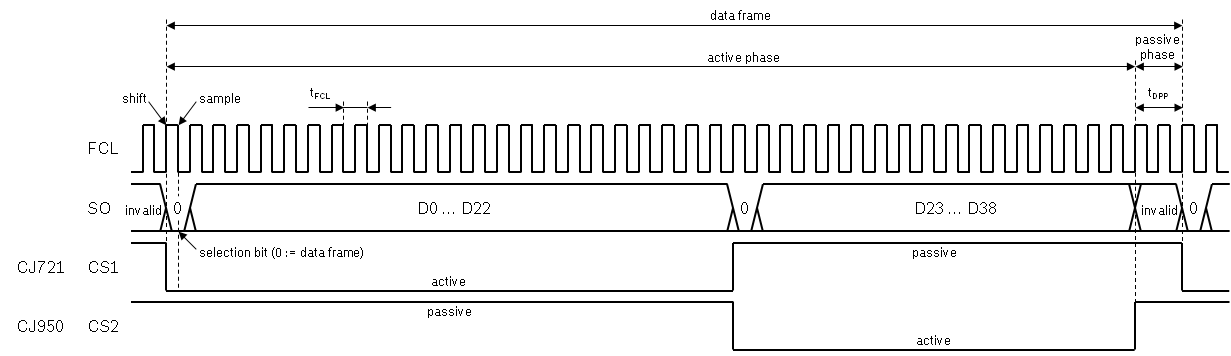 data frame
active phase
passive
phase
shift
sample
tFCL
tDPP
FCL
SO
invalid
0
D0 ... D22
0
D23 ... D38
invalid
0
selection bit (0 := data frame)
CJ721
CS1
active
passive
CJ950
CS2
passive
active